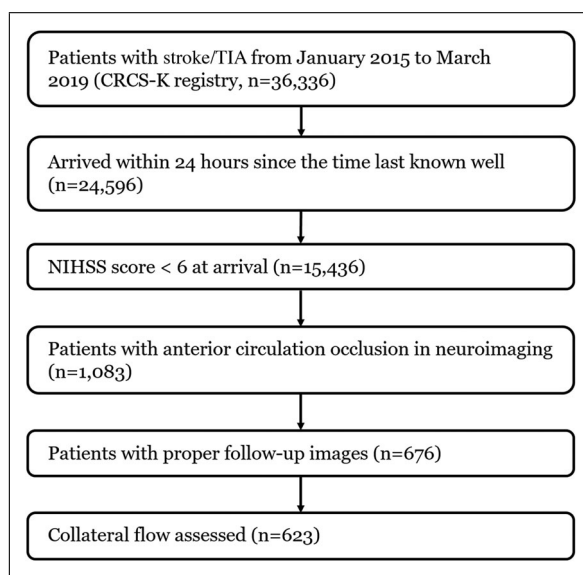 Patients with stroke/TIA from January 2015 to March
2019 (CRCS-K registry, n=36,336)
Arrived within 24 hours since the time last known well
(n=24,596)
NIHSS score < 6 at arrival (n=15,436)
Patients with anterior circulation occlusion in neuroimaging
(n=1,083)
Patients with proper follow-up images (n=676)
Collateral flow assessed (n=623)